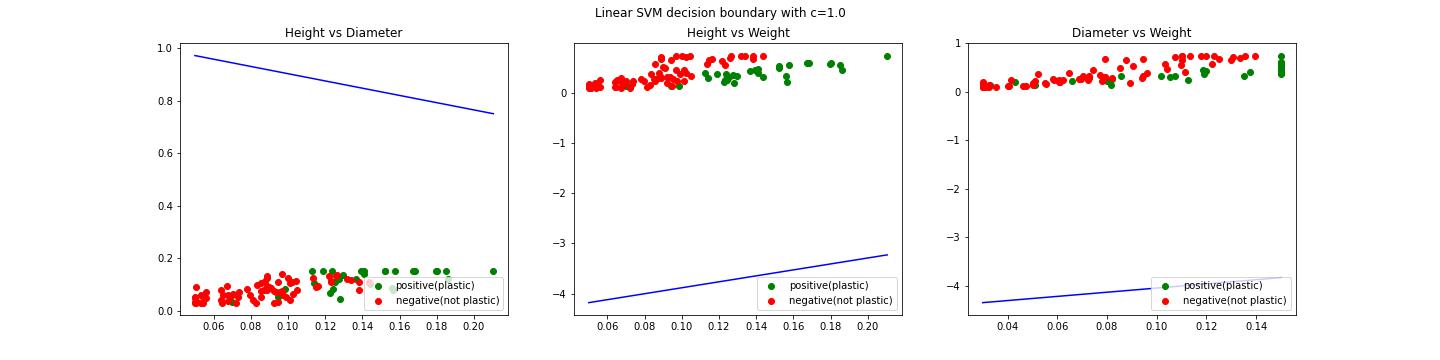 Linear SVM decision boundary with c=1.0
Height vs Diameter
1.0
0.8
0.6
0.4
0.2
0.0
0.06 0.08 0.10 0.12 0.14 0.16 0.18 0.20
positive(plastic)
negative(not plastic)
Height vs Weight
0
−1
−2
−3
−4
0.06 0.08 0.10 0.12 0.14 0.16 0.18 0.20
positive(plastic)
negative(not plastic)
Diameter vs Weight
1
0
−1
−2
−3
−4
0.04 0.06 0.08 0.10 0.12 0.14
positive(plastic)
negative(not plastic)